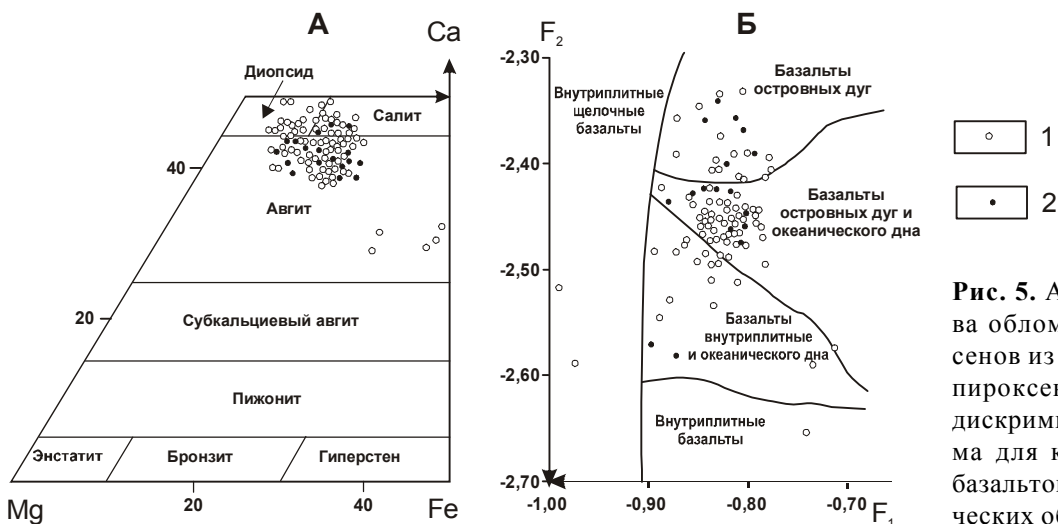 А
Ca
Диопсид
Салит
40
Авгит
20
Субкальциевый авгит
Пижонит
Энстатит
Бронзит
Гиперстен
Mg
20
40
Fe
Б
F2
-2,30
-2,40
-2,50
-2,60
-2,70
Внутриплитные
щелочные
базальты
Базальты
островных дуг
Базальты
островных дуг и
океанического дна
Базальты
внутриплитные
и океанического дна
Внутриплитные
базальты
-1,00
-0,90
-0,80
-0,70
F1
1
2
Рис. 5. А
ва облом
сенов из
пироксен
дискрими
ма для к
базальтов
ческих об